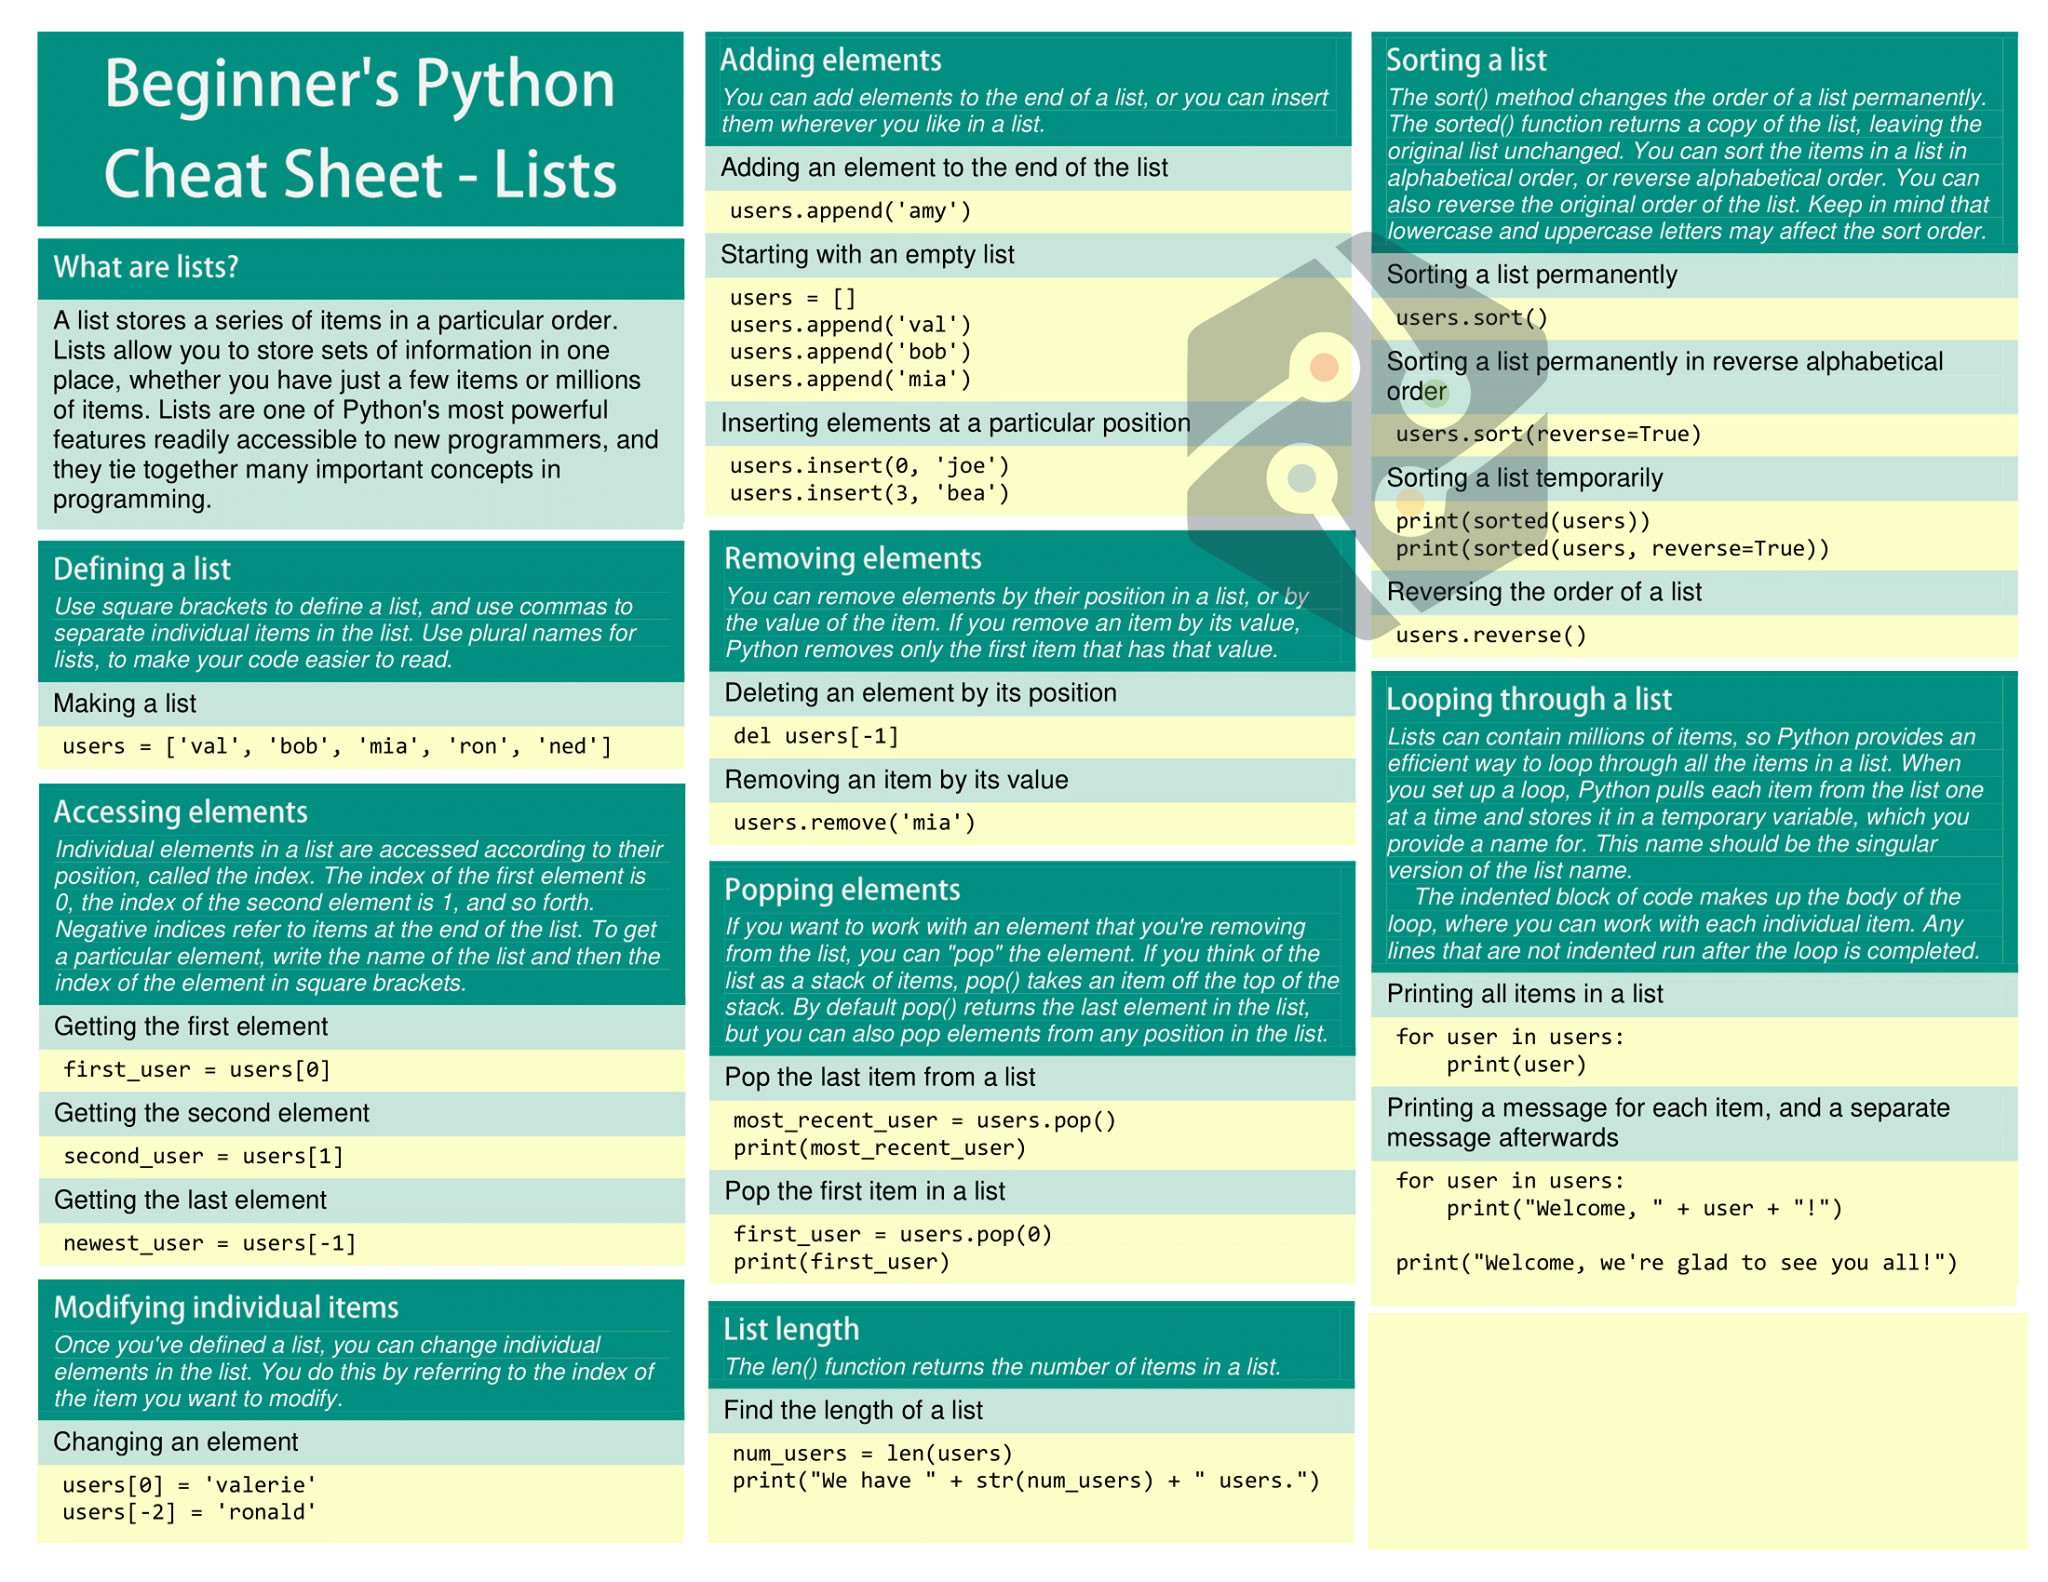 Beginner's Python
Cheat Sheet - Lists
What are lists?
A list stores a series of items in a particular order.
Lists allow you to store sets of information in one
place, whether you have just a few items or millions
of items. Lists are one of Python's most powerful
features readily accessible to new programmers, and
they tie together many important concepts in
programming.
Defining a list
Use square brackets to define a list, and use commas to
separate individual items in the list. Use plural names for
lists, to make your code easier to read.
Making a list
users = ['val', 'bob', 'mia', 'ron', 'ned']
Accessing elements
Individual elements in a list are accessed according to their
position, called the index. The index of the first element is
0, the index of the second element is 1, and so forth.
Negative indices refer to items at the end of the list. To get
a particular element, write the name of the list and then the
index of the element in square brackets.
Getting the first element
first_user = users[0]
Getting the second element
second_user = users[1]
Getting the last element
newest_user = users[-1]
Modifying individual items
Once you've defined a list, you can change individual
elements in the list. You do this by referring to the index of
the item you want to modify.
Changing an element
users[0] = 'valerie'
users[-2] = 'ronald'
Adding elements
You can add elements to the end of a list, or you can insert
them wherever you like in a list.
Adding an element to the end of the list
users.append('amy')
Starting with an empty list
users = []
users.append('val')
users.append('bob')
users.append('mia')
Inserting elements at a particular position
users.insert(0, 'joe')
users.insert(3, 'bea')
Removing elements
You can remove elements by their position in a list, or by
the value of the item. If you remove an item by its value,
Python removes only the first item that has that value.
Deleting an element by its position
del users[-1]
Removing an item by its value
users.remove('mia')
Popping elements
If you want to work with an element that you're removing
from the list, you can "pop" the element. If you think of the
list as a stack of items, pop() takes an item off the top of the
stack. By default pop() returns the last element in the list,
but you can also pop elements from any position in the list.
Pop the last item from a list
most_recent_user = users.pop()
print(most_recent_user)
Pop the first item in a list
first_user = users.pop(0)
print(first_user)
List length
The len() function returns the number of items in a list.
Find the length of a list
num_users = len(users)
print("We have " + str(num_users) + " users.")
Sorting a list
The sort() method changes the order of a list permanently.
The sorted() function returns a copy of the list, leaving the
original list unchanged. You can sort the items in a list in
alphabetical order, or reverse alphabetical order. You can
also reverse the original order of the list. Keep in mind that
lowercase and uppercase letters may affect the sort order.
Sorting a list permanently
users.sort()
Sorting a list permanently in reverse alphabetical
order
users.sort(reverse=True)
Sorting a list temporarily
print(sorted(users))
print(sorted(users, reverse=True))
Reversing the order of a list
users.reverse()
Looping through a list
Lists can contain millions of items, so Python provides an
efficient way to loop through all the items in a list. When
you set up a loop, Python pulls each item from the list one
at a time and stores it in a temporary variable, which you
provide a name for. This name should be the singular
version of the list name.
The indented block of code makes up the body of the
loop, where you can work with each individual item. Any
lines that are not indented run after the loop is completed.
Printing all items in a list
for user in users:
    print(user)
Printing a message for each item, and a separate
message afterwards
for user in users:
    print("Welcome, " + user + "!")
print("Welcome, we're glad to see you all!")